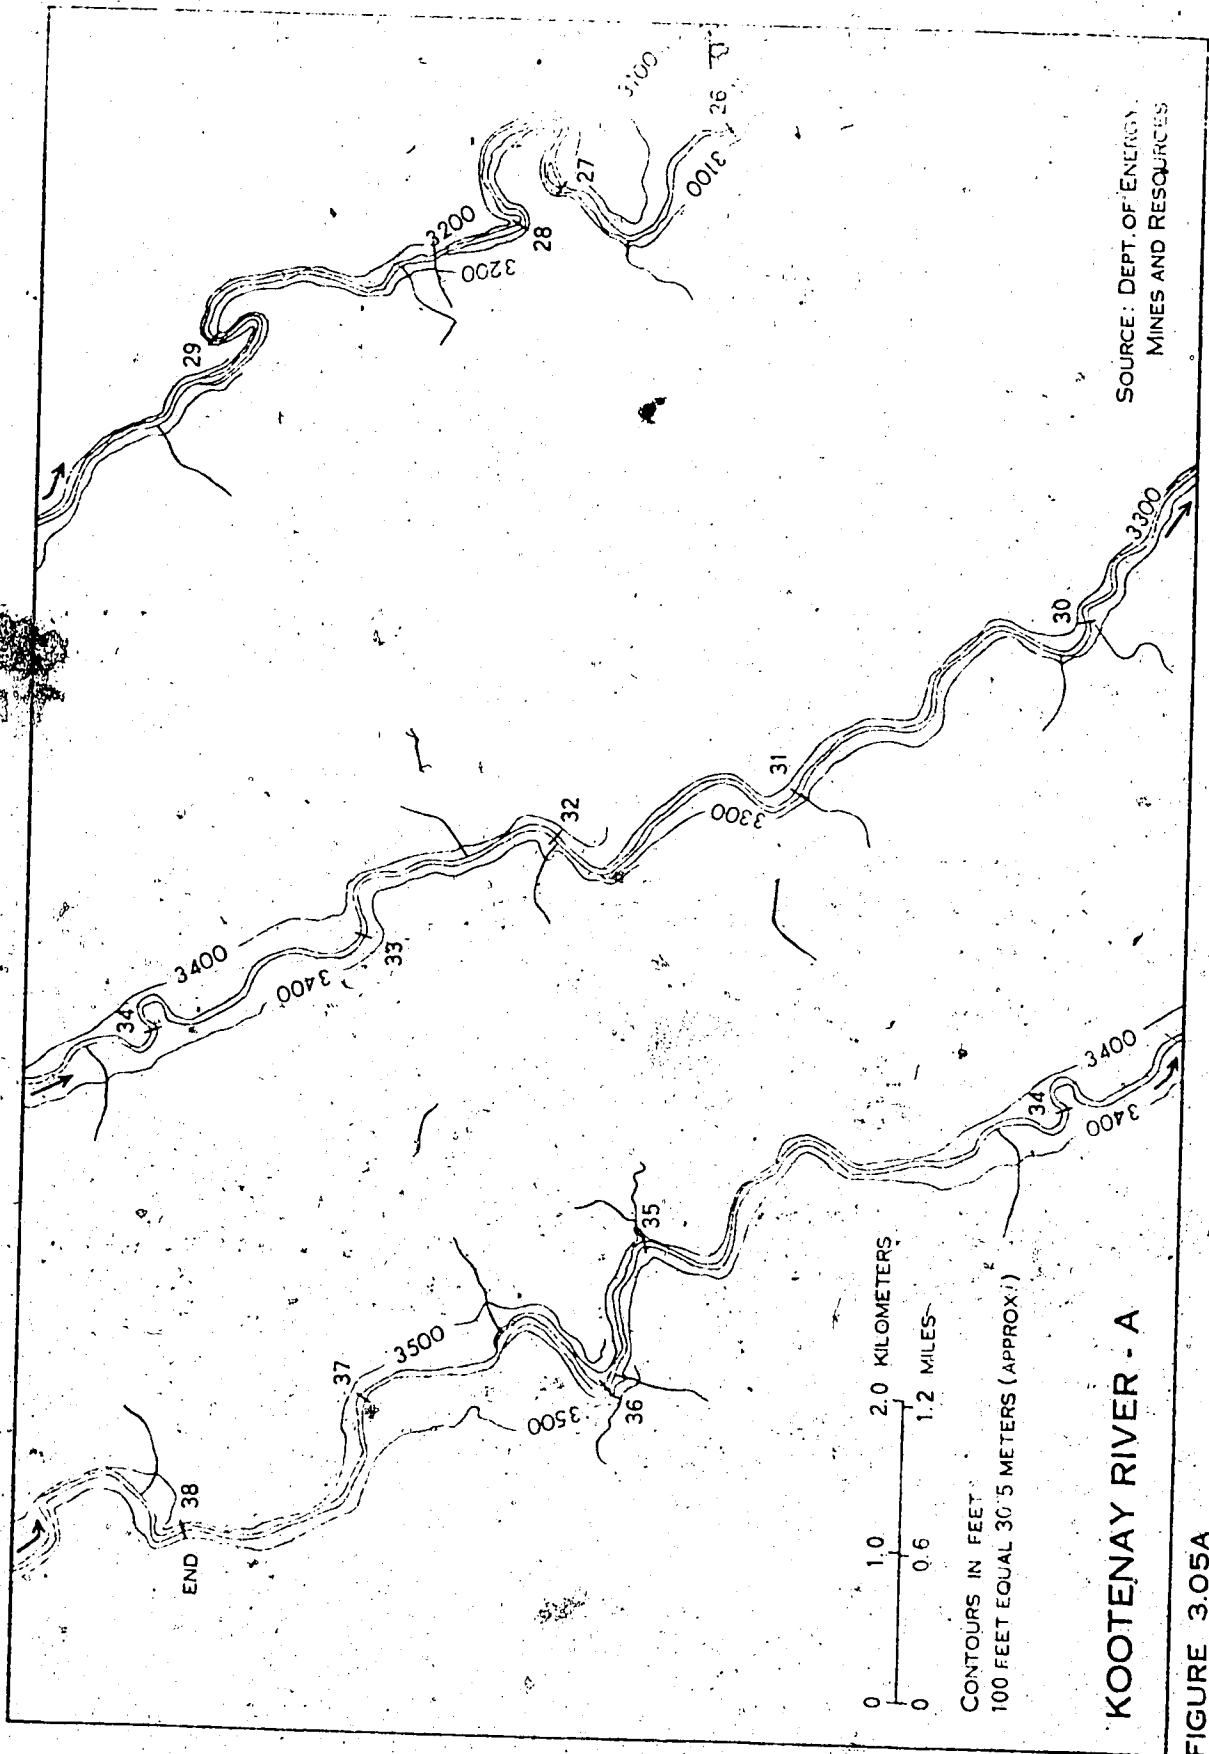 38
END
37
3500
3500
36
35
34
3400
3400
34
3400
3400
33
32
31
3300
30
3300
29
3200
3200
28
27
26
3100
3100
0 1.0 2.0 KILOMETERS
0 0.6 1.2 MILES
CONTOURS IN FEET
100 FEET EQUAL 30.5 METERS (APPROX.)
KOOTENAY RIVER - A
SOURCE: DEPT. OF ENERGY,
MINES AND RESOURCES
FIGURE 3.05A